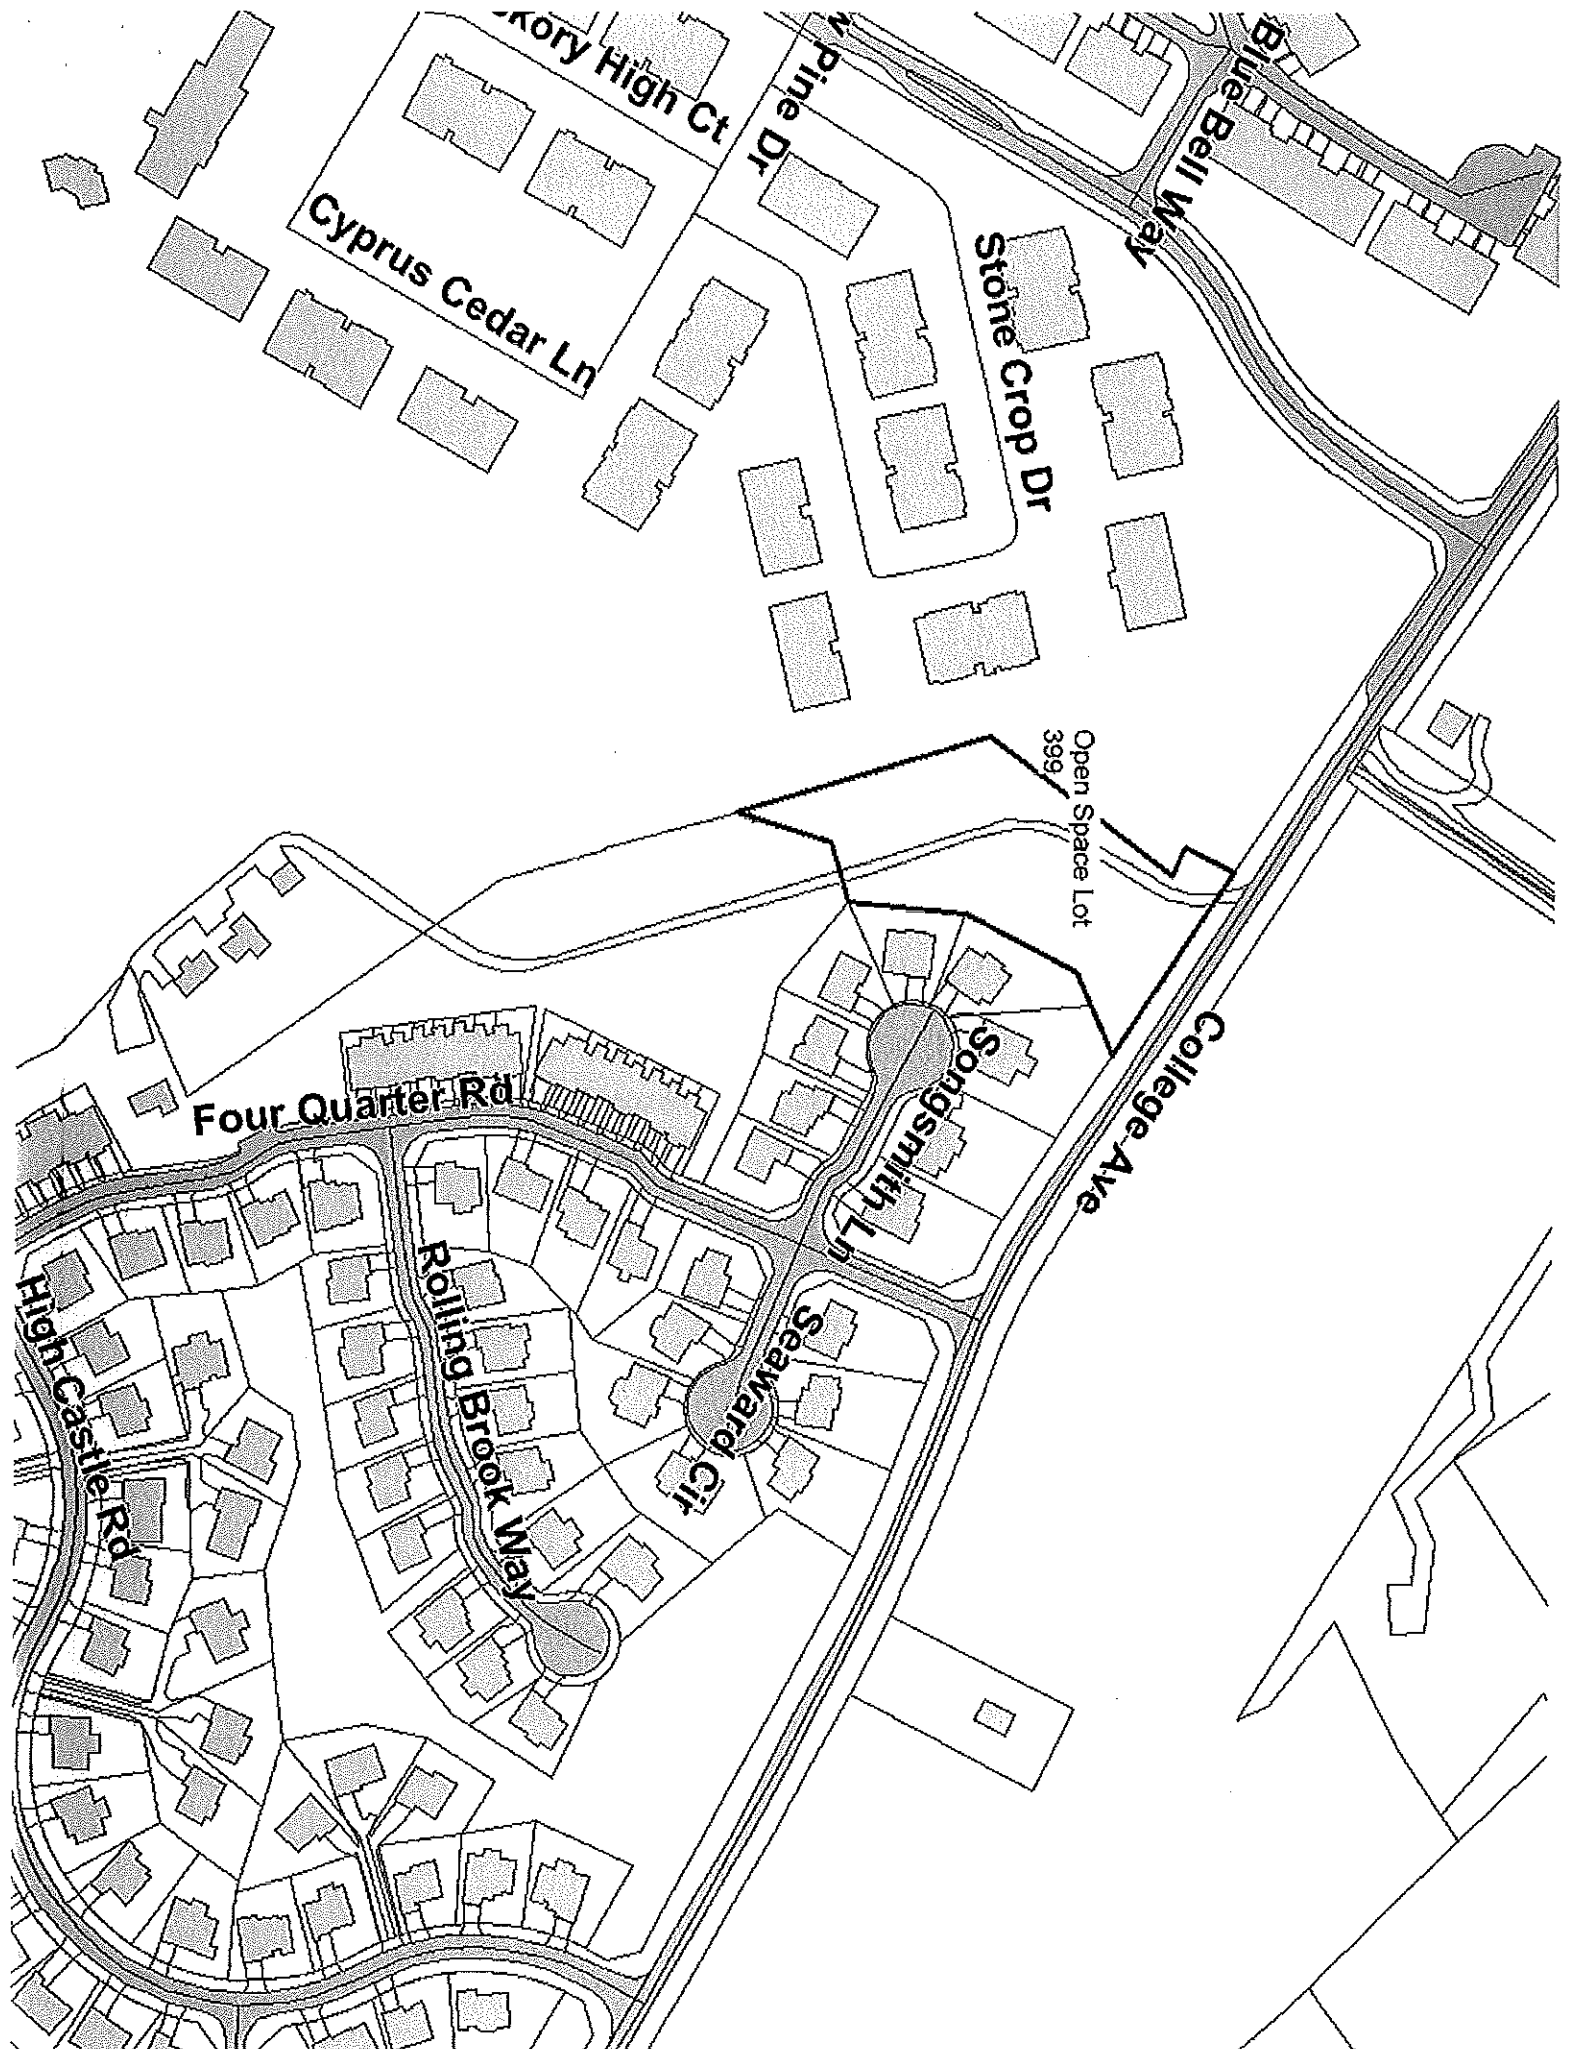 ckory High Ct
w Pine Dr
Blue Bell Way
Cyprus Cedar Ln
Stone Crop Dr
Open Space Lot
399
College Ave
Songsmith Ln
Four Quarter Rd
Rolling Brook Way
Seaward Cir
High Castle Rd